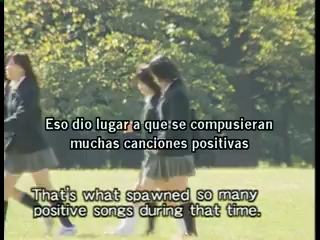 Eso dio lugar a que se compusieran
muchas canciones positivas
That's what spawned so many
positive songs during that time.